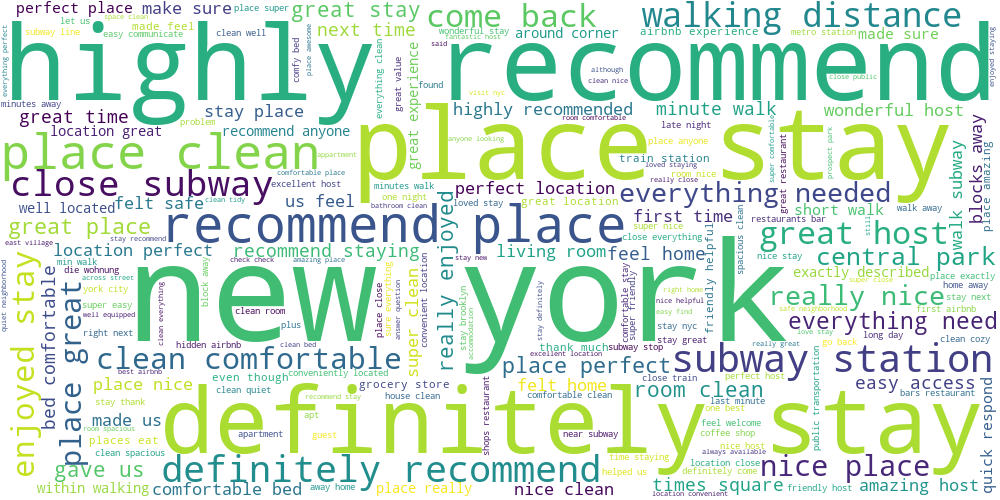 highly recommend
new york
place stay
definitely stay
recommend place
definitely recommend
subway station
place clean
close subway
walking distance
come back
great stay
next time
perfect place
make sure
place super
let us
made feel
space clean
subway line
easy communicate
clean well
everything perfect
minutes away
great time
location great
problem
stay place
recommend anyone
comfy bed
place awesome
great value
everything clean
great experience
wonderful stay
fantastic host
said
around corner
airbnb experience
metro station
made sure
enjoyed staying
although
clean nice
found
visit nyc
close public
highly recommended
minute walk
wonderful host
room comfortable
late night
place anyone
super comfortable
anyone looking
train station
loved staying
really close
room nice
great restaurant
prospect park
place amazing
blocks away
appartment
comfortable place
excellent host
minutes walk
one night
bathroom clean
clean tidy
felt safe
us feel
well located
loved stay
perfect location
great location
everything needed
short walk
walk away
restaurants bar
walk subway
great place
east village
stay recommend
location perfect
recommend staying
really enjoyed
living room
feel home
first time
super nice
close everything
friendly helpful
spacious clean
great host
still
central park
nice stay
exactly described
place exactly
super close
home away
quiet neighborhood
enjoyed stay
min walk
die wohnung
across street
york city
super easy
well equipped
right next
place great
bed comfortable
check check
amazing place
block away
clean everything
clean room
plus
hidden airbnb
clean bed
place close
sure everything
answer question
convenient location
super clean
stay new
stay brooklyn
accommodation
stay definitely
thank much
excellent location
comfortable stay
super friendly
subway stop
right home
nice helpful
easy find
stay nyc
stay great
safe neighborhood
love stay
really great
really nice
stay next
first airbnb
everything need
long day
go back
clean cozy
clean comfortable
best airbnb
even though
conveniently located
place nice
clean quiet
grocery store
house clean
place perfect
close train
felt home
comfortable clean
perfect host
room clean
last minute
one best
public transportation
easy access
bars restaurant
stay thank
room spacious
made us
places eat
clean spacious
apt
recommend stay
apartment
guest
shops restaurant
near subway
feel welcome
coffee shop
nice host
always available
time staying
helped us
location close
definitely come
nice place
quick respond
gave us
within walking
comfortable bed
away home
place really
nice clean
location convenient
times square
friendly host
amazing host